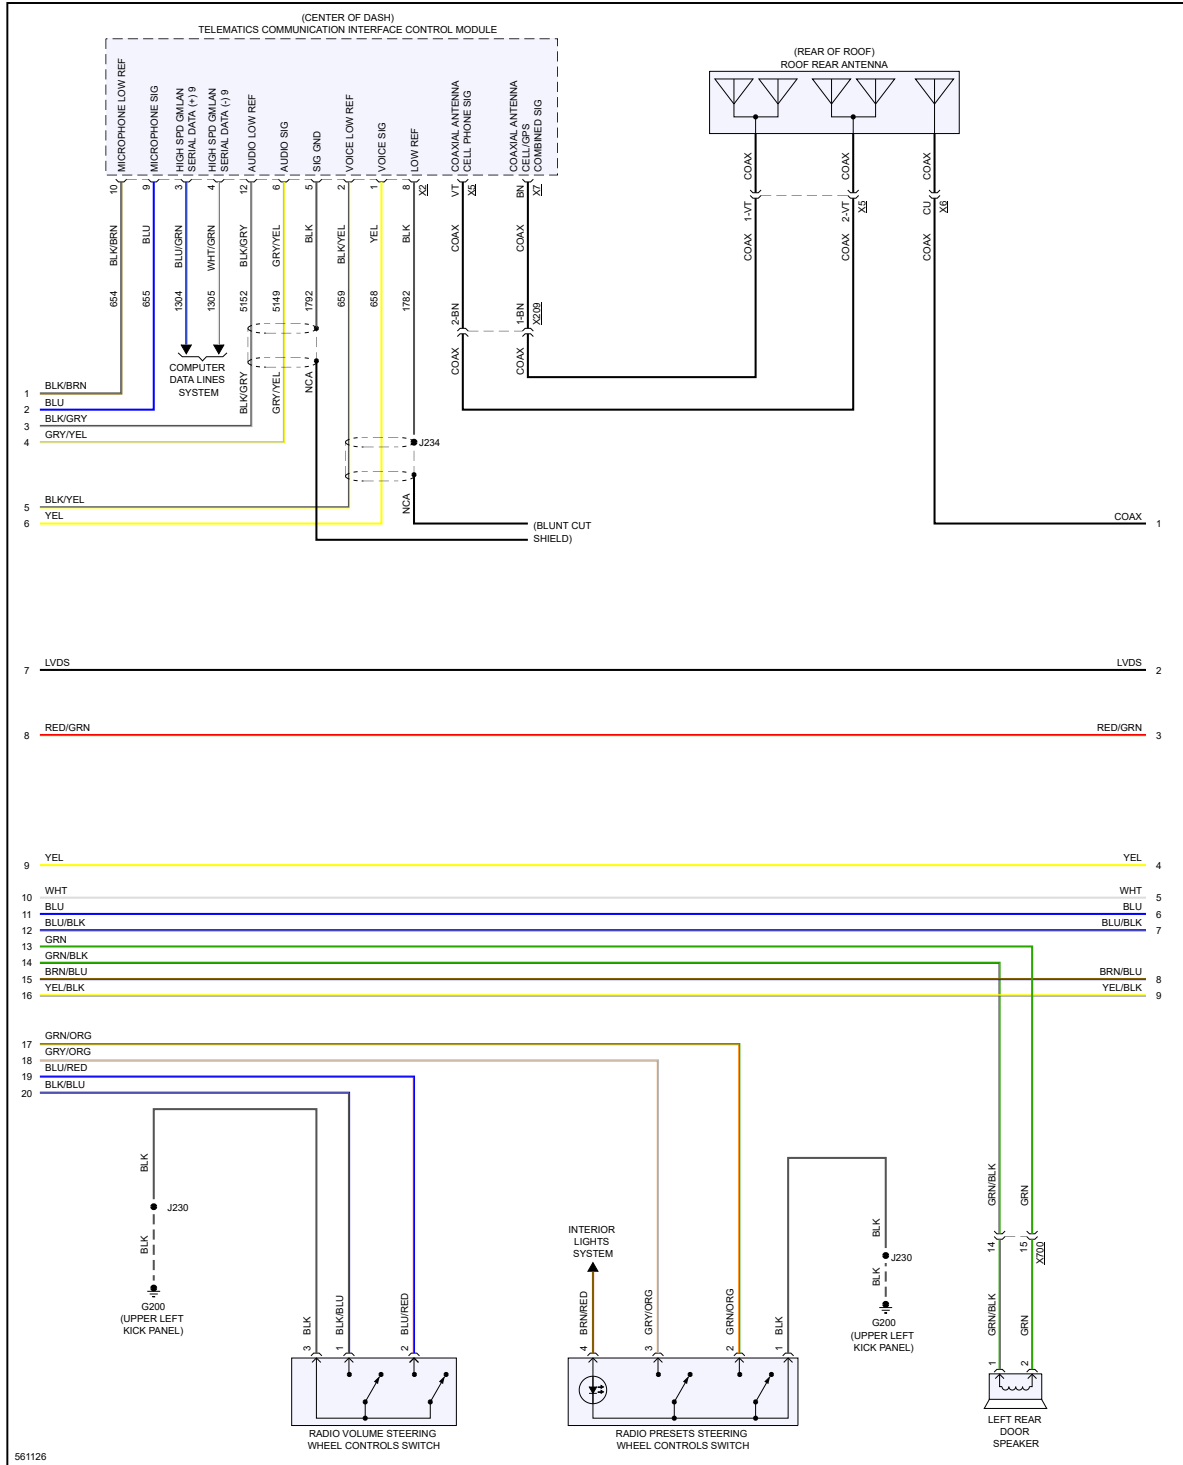 (CENTER OF DASH)
TELEMATICS COMMUNICATION INTERFACE CONTROL MODULE
MICROPHONE LOW REF
MICROPHONE SIG
HIGH SPD GMLAN
SERIAL DATA (+) 9
HIGH SPD GMLAN
SERIAL DATA (-) 9
AUDIO LOW REF
AUDIO SIG
SIG GND
VOICE LOW REF
VOICE SIG
LOW REF
COAXIAL ANTENNA
CELL PHONE SIG
COAXIAL ANTENNA
CELL/GPS
COMBINED SIG
10
9
3
4
12
6
5
2
1
8
X2
VT
X5
BN
X7
BLK/BRN
BLU
BLU/GRN
WHT/GRN
BLK/GRY
GRY/YEL
BLK
BLK/YEL
YEL
BLK
COAX
COAX
654
655
1304
1305
5152
5149
1792
659
658
1782
2-BN
1-BN
X209
COAX
COAX
(REAR OF ROOF)
ROOF REAR ANTENNA
COAX
COAX
COAX
1-VT
2-VT
X5
CU
X6
COAX
COAX
COAX
COMPUTER
DATA LINES
SYSTEM
BLK/GRY
GRY/YEL
NCA
J234
NCA
(BLUNT CUT
SHIELD)
1 BLK/BRN
2 BLU
3 BLK/GRY
4 GRY/YEL
5 BLK/YEL
6 YEL
COAX 1
7 LVDS
LVDS 2
8 RED/GRN
RED/GRN 3
9 YEL
YEL 4
10 WHT
WHT 5
11 BLU
BLU 6
12 BLU/BLK
BLU/BLK 7
13 GRN
14 GRN/BLK
15 BRN/BLU
BRN/BLU 8
16 YEL/BLK
YEL/BLK 9
17 GRN/ORG
18 GRY/ORG
19 BLU/RED
20 BLK/BLU
BLK
J230
BLK
G200
(UPPER LEFT
KICK PANEL)
BLK
BLK/BLU
BLU/RED
3
1
2
RADIO VOLUME STEERING
WHEEL CONTROLS SWITCH
INTERIOR
LIGHTS
SYSTEM
BRN/RED
GRY/ORG
GRN/ORG
BLK
4
3
2
1
RADIO PRESETS STEERING
WHEEL CONTROLS SWITCH
BLK
J230
BLK
G200
(UPPER LEFT
KICK PANEL)
GRN/BLK
GRN
14
15
X700
GRN/BLK
GRN
1
2
LEFT REAR
DOOR
SPEAKER
561126